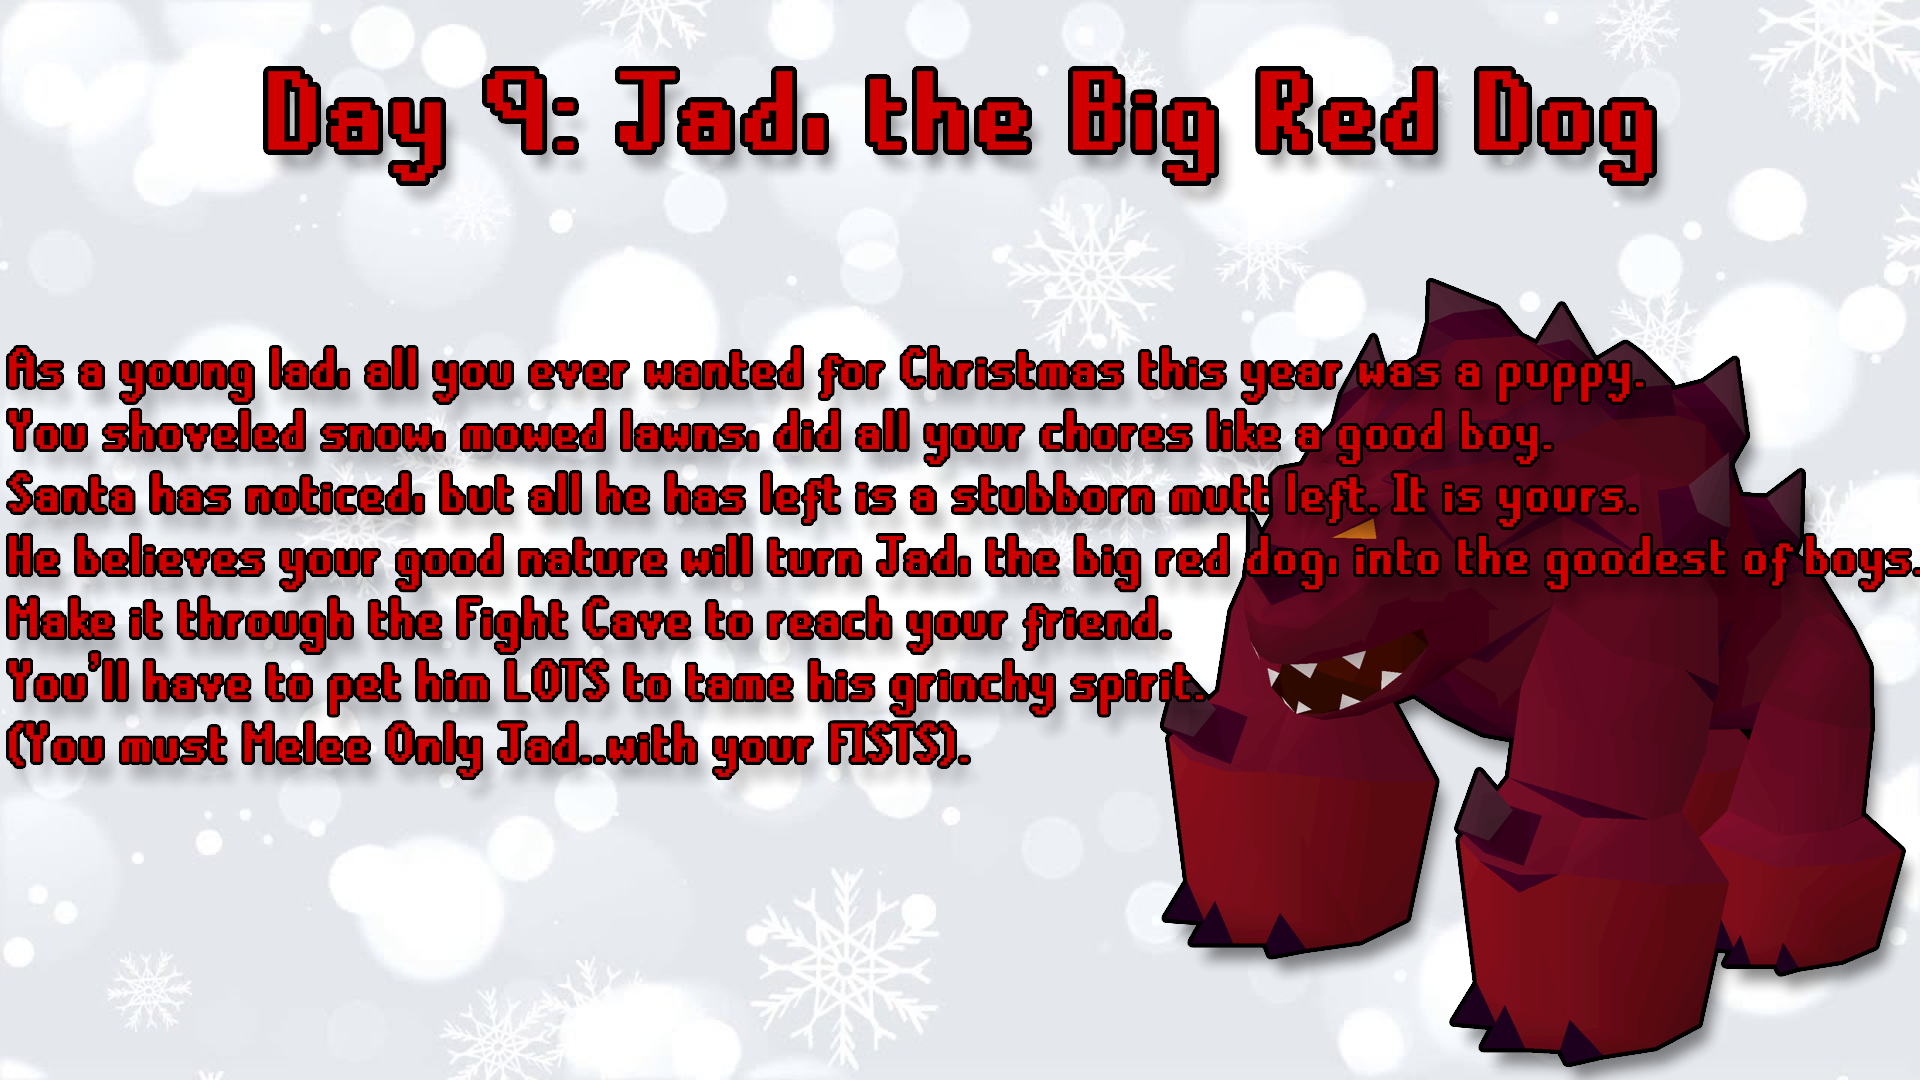 Day 9: Jad, the Big Red Dog
As a young lad, all you ever wanted for Christmas this year was a puppy.
You shoveled snow, mowed lawns, did all your chores like a good boy.
Santa has noticed, but all he has left is a stubborn mutt left. It is yours.
He believes your good nature will turn Jad, the big red dog, into the goodest of boys.
Make it through the Fight Cave to reach your friend.
You'll have to pet him LOTS to tame his grinchy spirit.
(You must Melee Only Jad..with your FISTS).